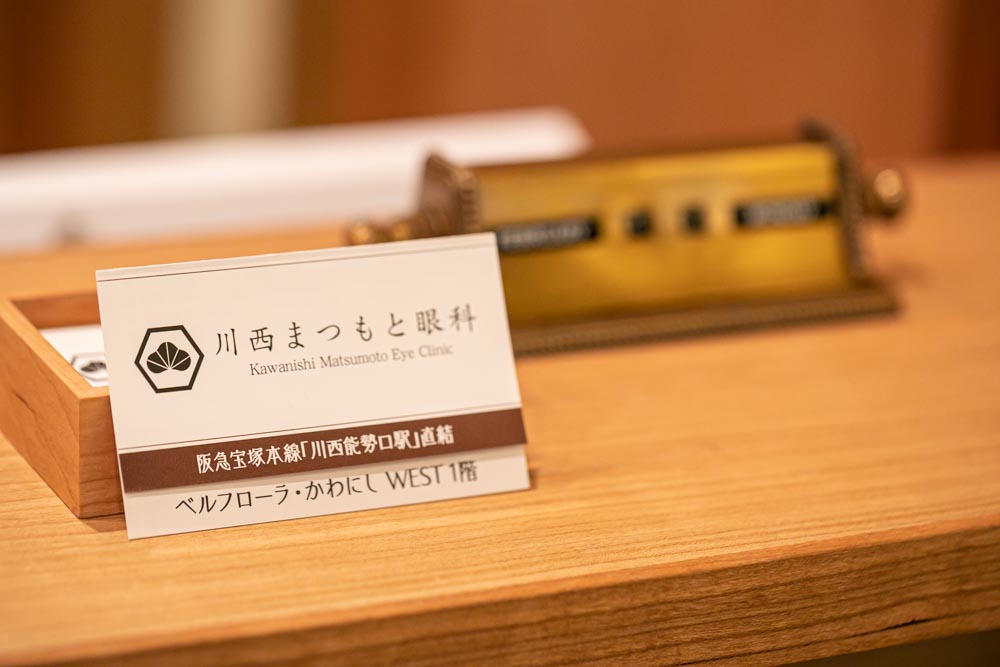 川西まつもと眼科
Kawanishi Matsumoto Eye Clinic
阪急宝塚本線「川西能勢口駅」直結
ベルフローラ・かわにし WEST 1階